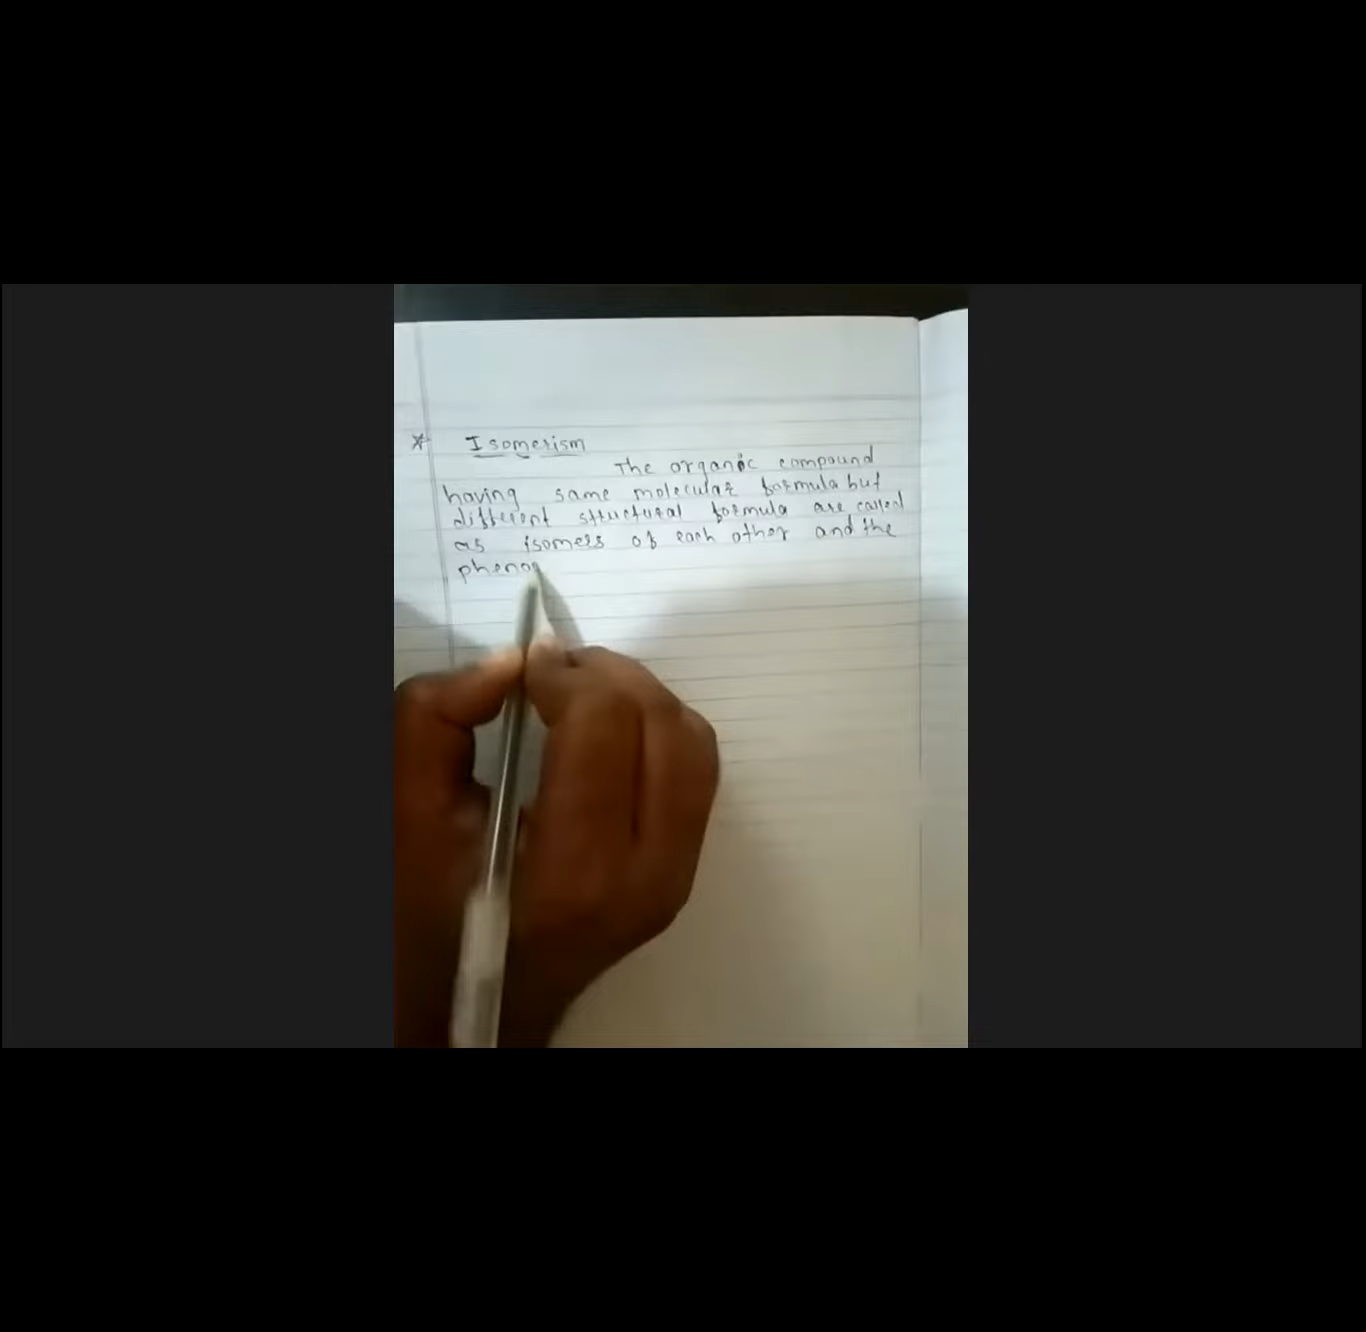 * Isomerism
The organic compound
having same molecular formula but
different structural formula are called
as isomers of each other and the
pheno